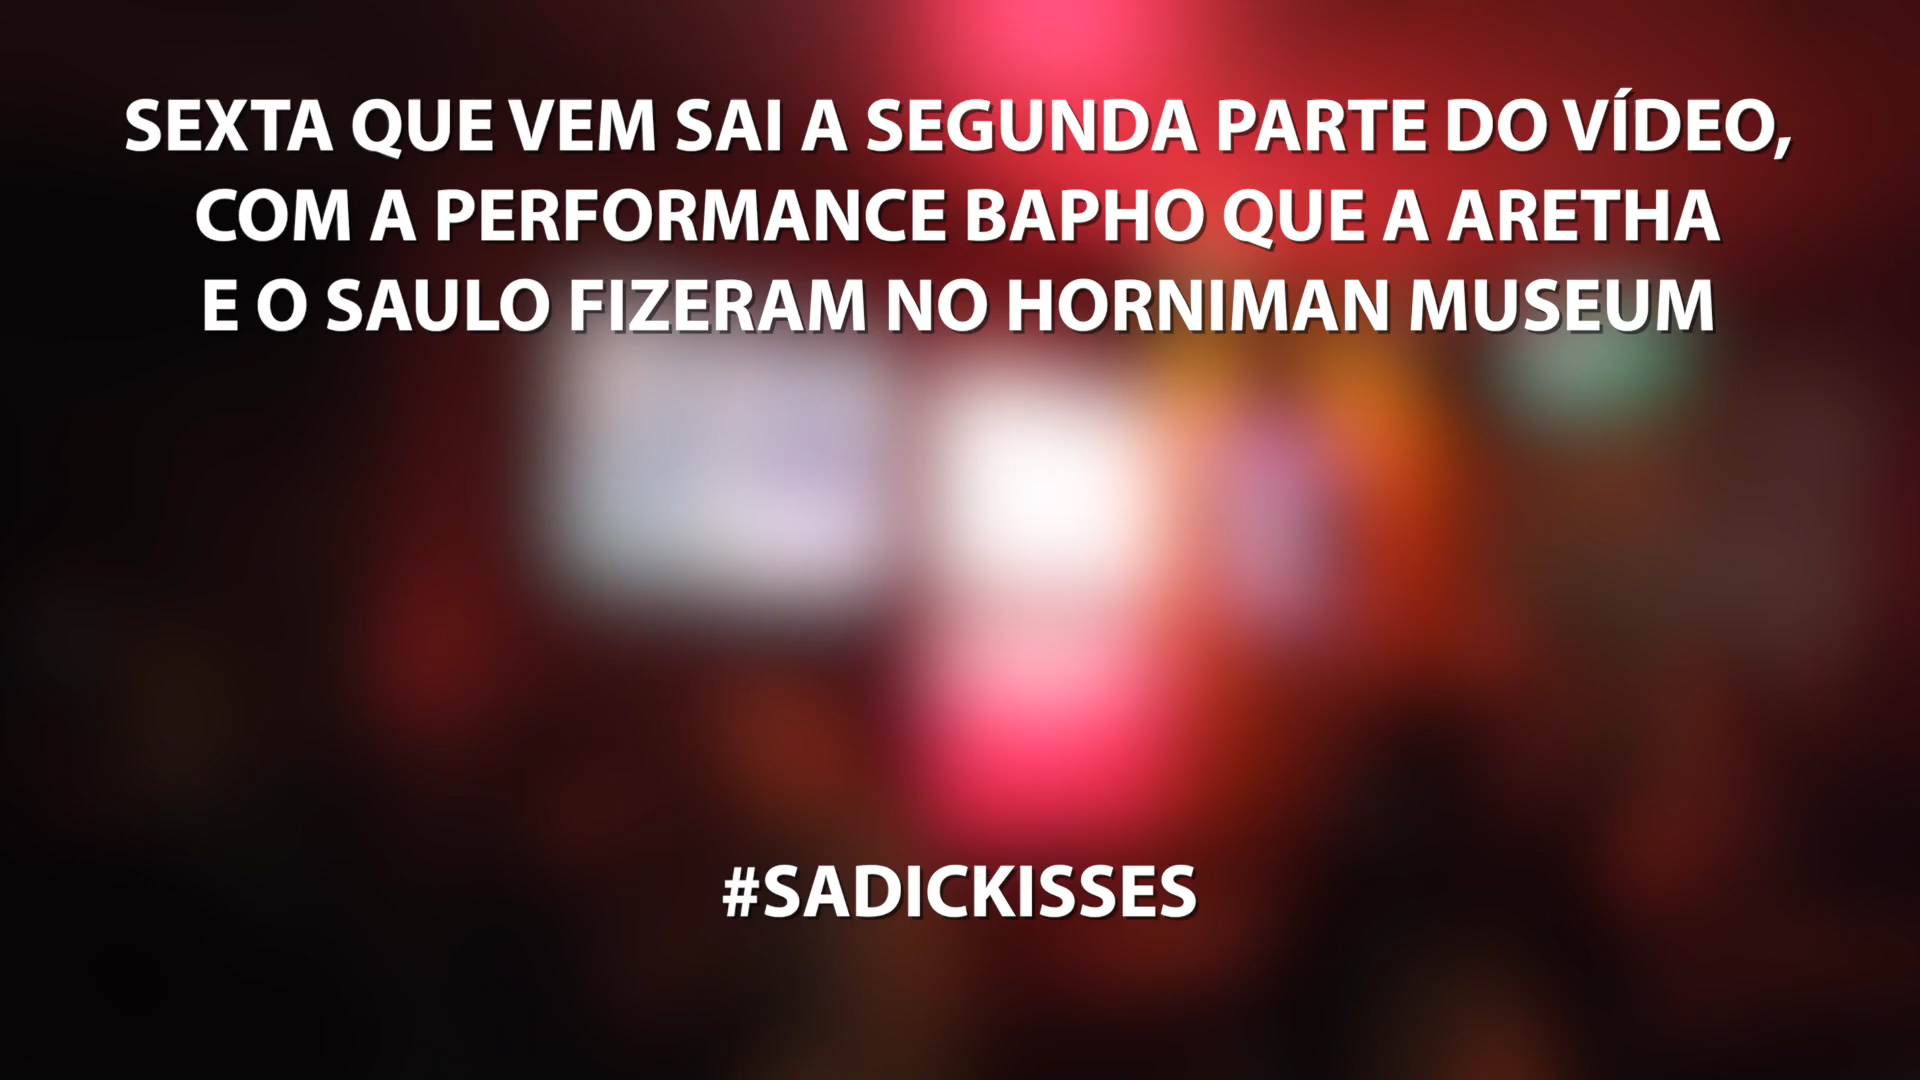 SEXTA QUE VEM SAI A SEGUNDA PARTE DO VÍDEO,
COM A PERFORMANCE BAPHO QUE A ARETHA
E O SAULO FIZERAM NO HORNIMAN MUSEUM
#SADICKISSES